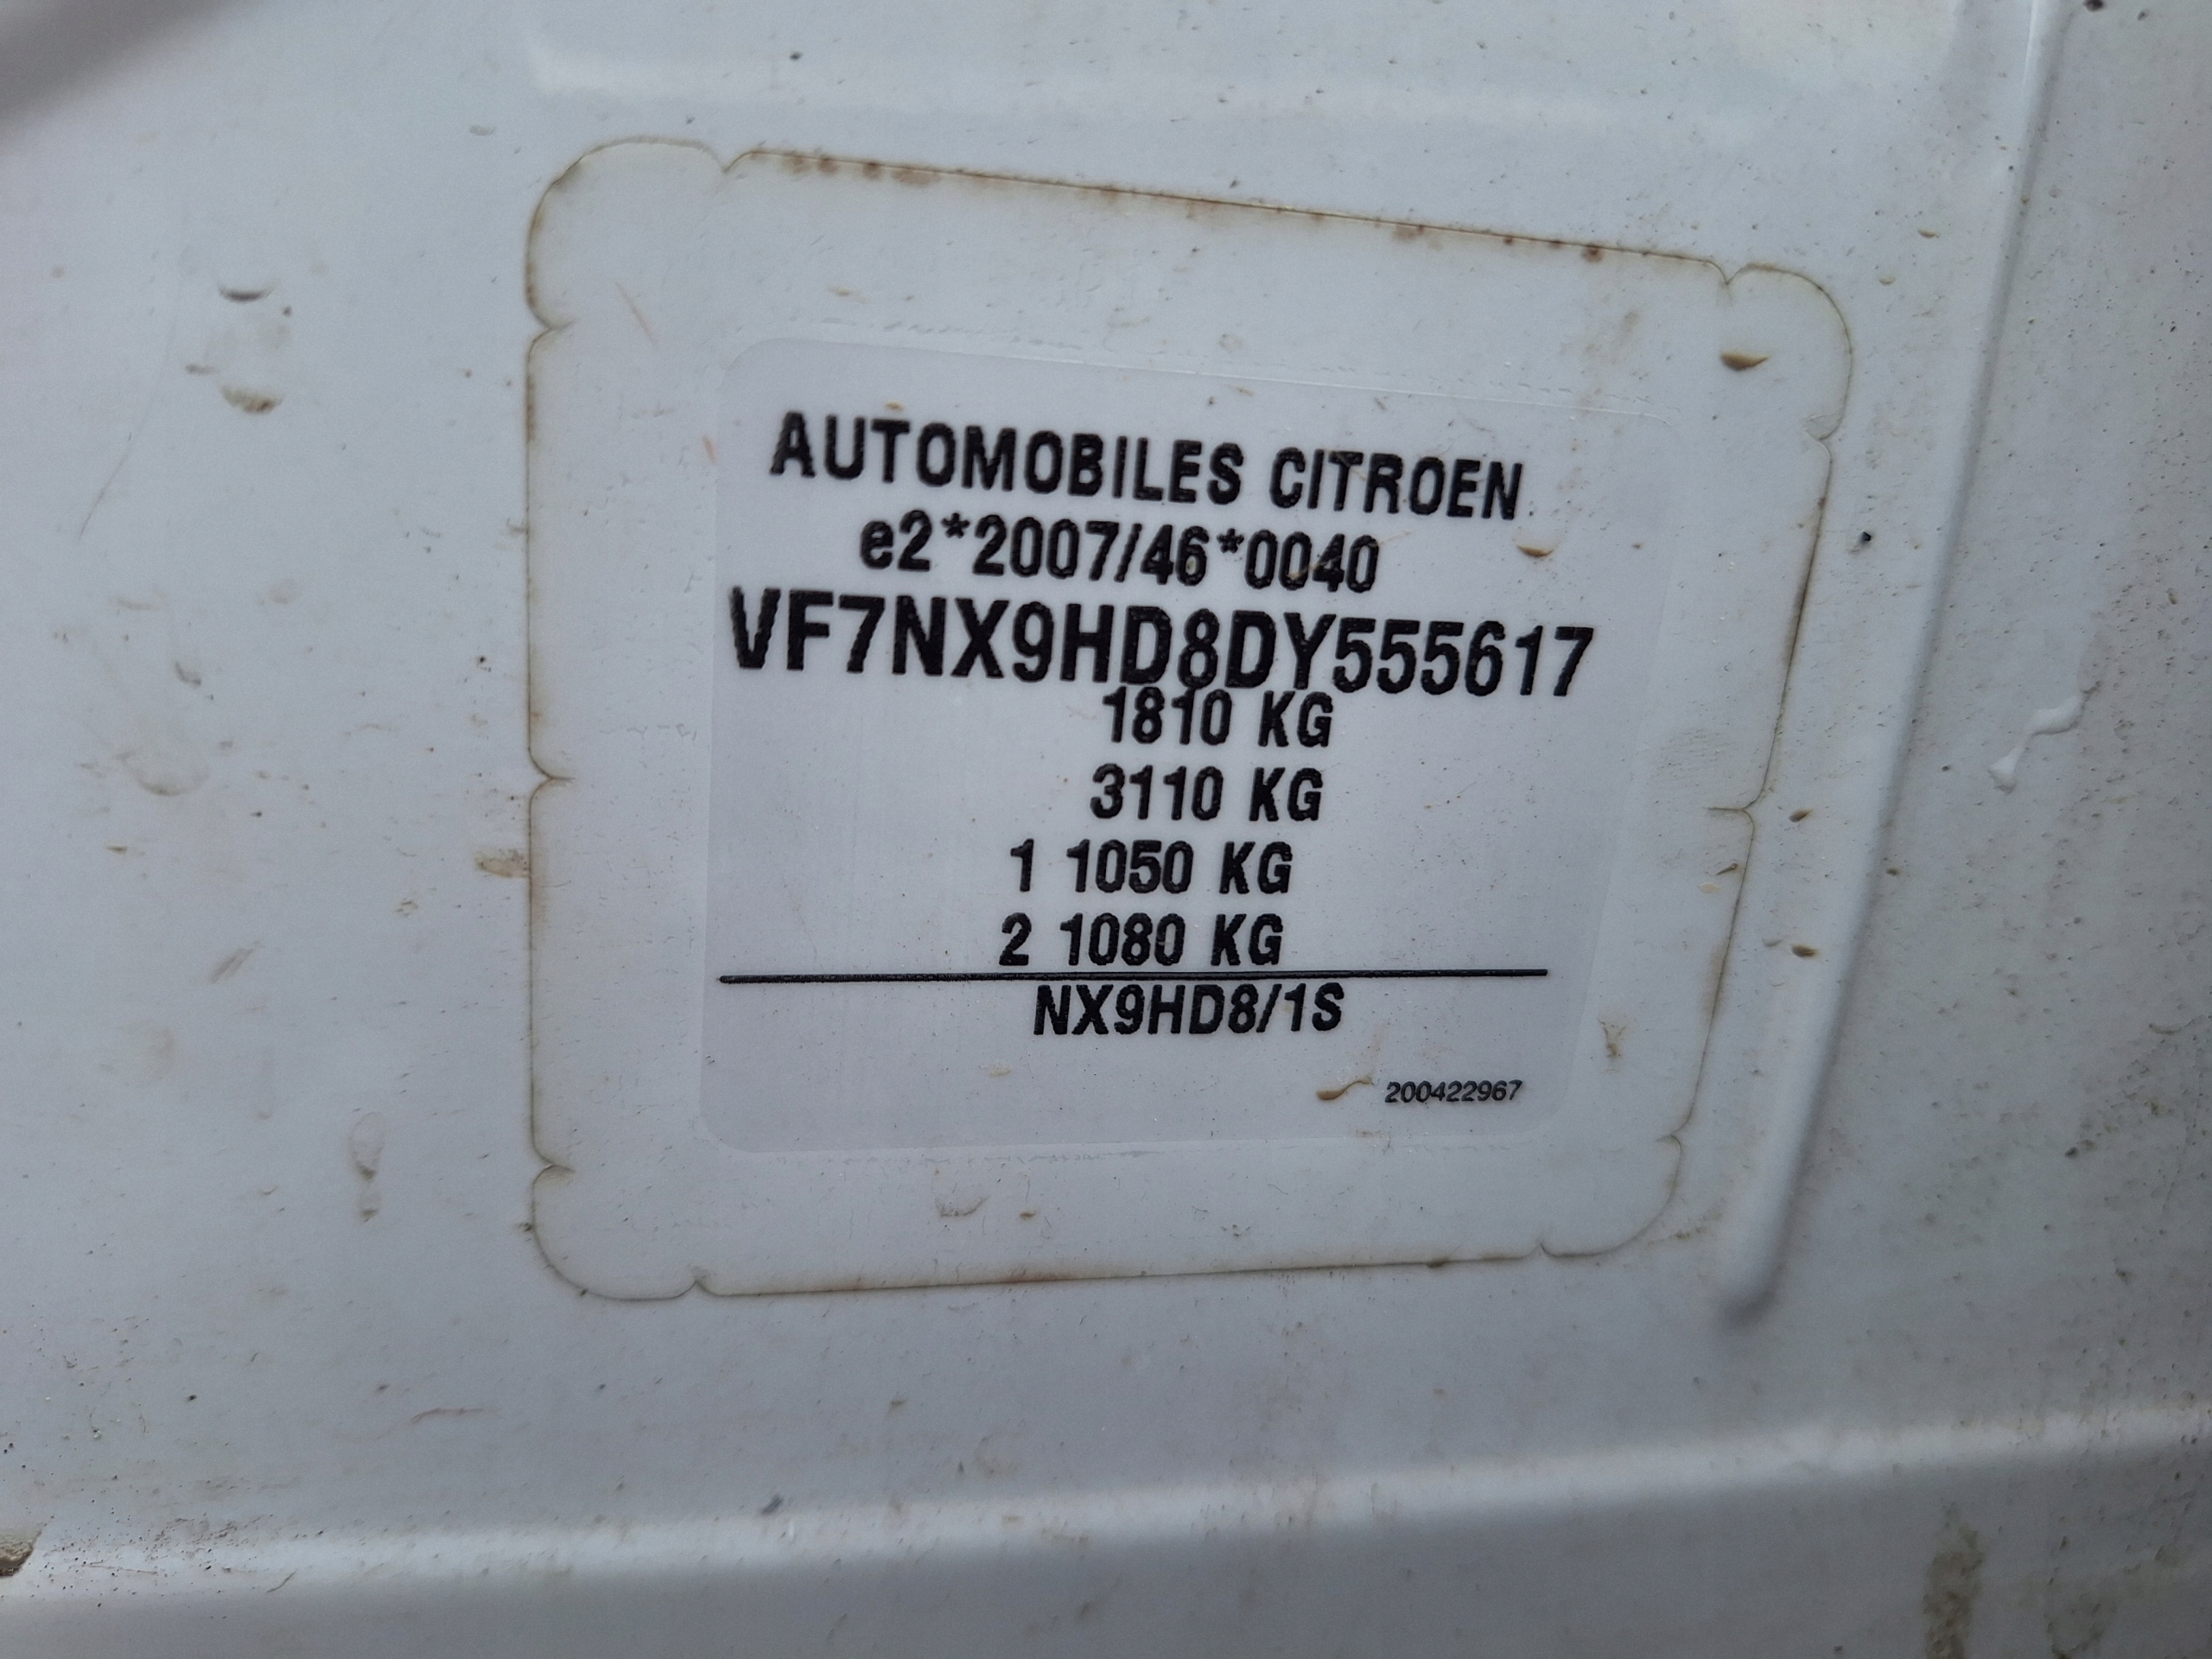 AUTOMOBILES CITROEN
e2*2007/46*0040
VF7NX9HD8DY555617
1810 KG
3110 KG
1 1050 KG
2 1080 KG
NX9HD8/1S
200422967